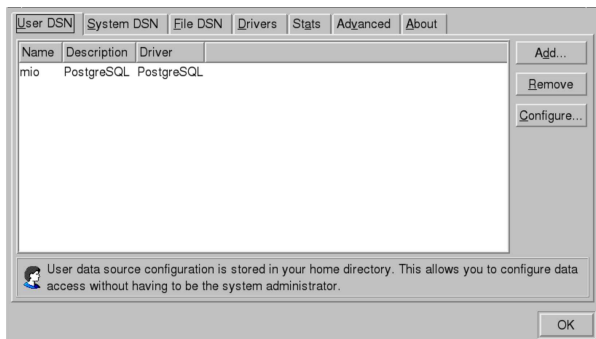 User DSN System DSN File DSN Drivers Stats Advanced About
Name Description Driver
mio PostgreSQL PostgreSQL
Add...
Remove
Configure...
User data source configuration is stored in your home directory. This allows you to configure data
access without having to be the system administrator.
OK